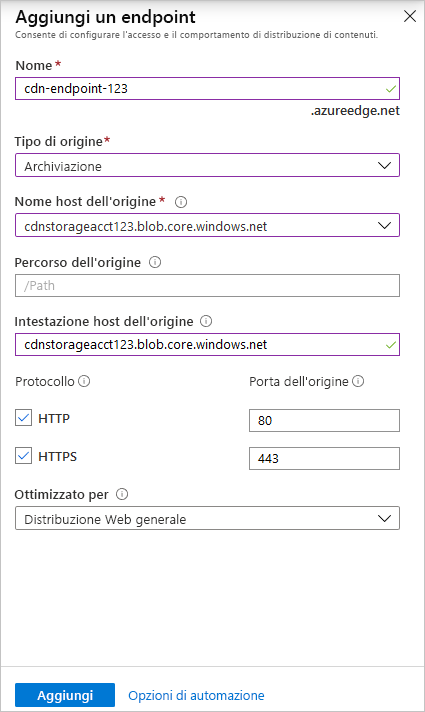 Aggiungi un endpoint
Consente di configurare l'accesso e il comportamento di distribuzione di contenuti.
Nome *
cdn-endpoint-123
.azureedge.net
Tipo di origine*
Archiviazione
Nome host dell'origine *
cdnstorageacct123.blob.core.windows.net
Percorso dell'origine
/Path
Intestazione host dell'origine
cdnstorageacct123.blob.core.windows.net
Protocollo Porta dell'origine
HTTP 80
HTTPS 443
Ottimizzato per
Distribuzione Web generale
Aggiungi Opzioni di automazione